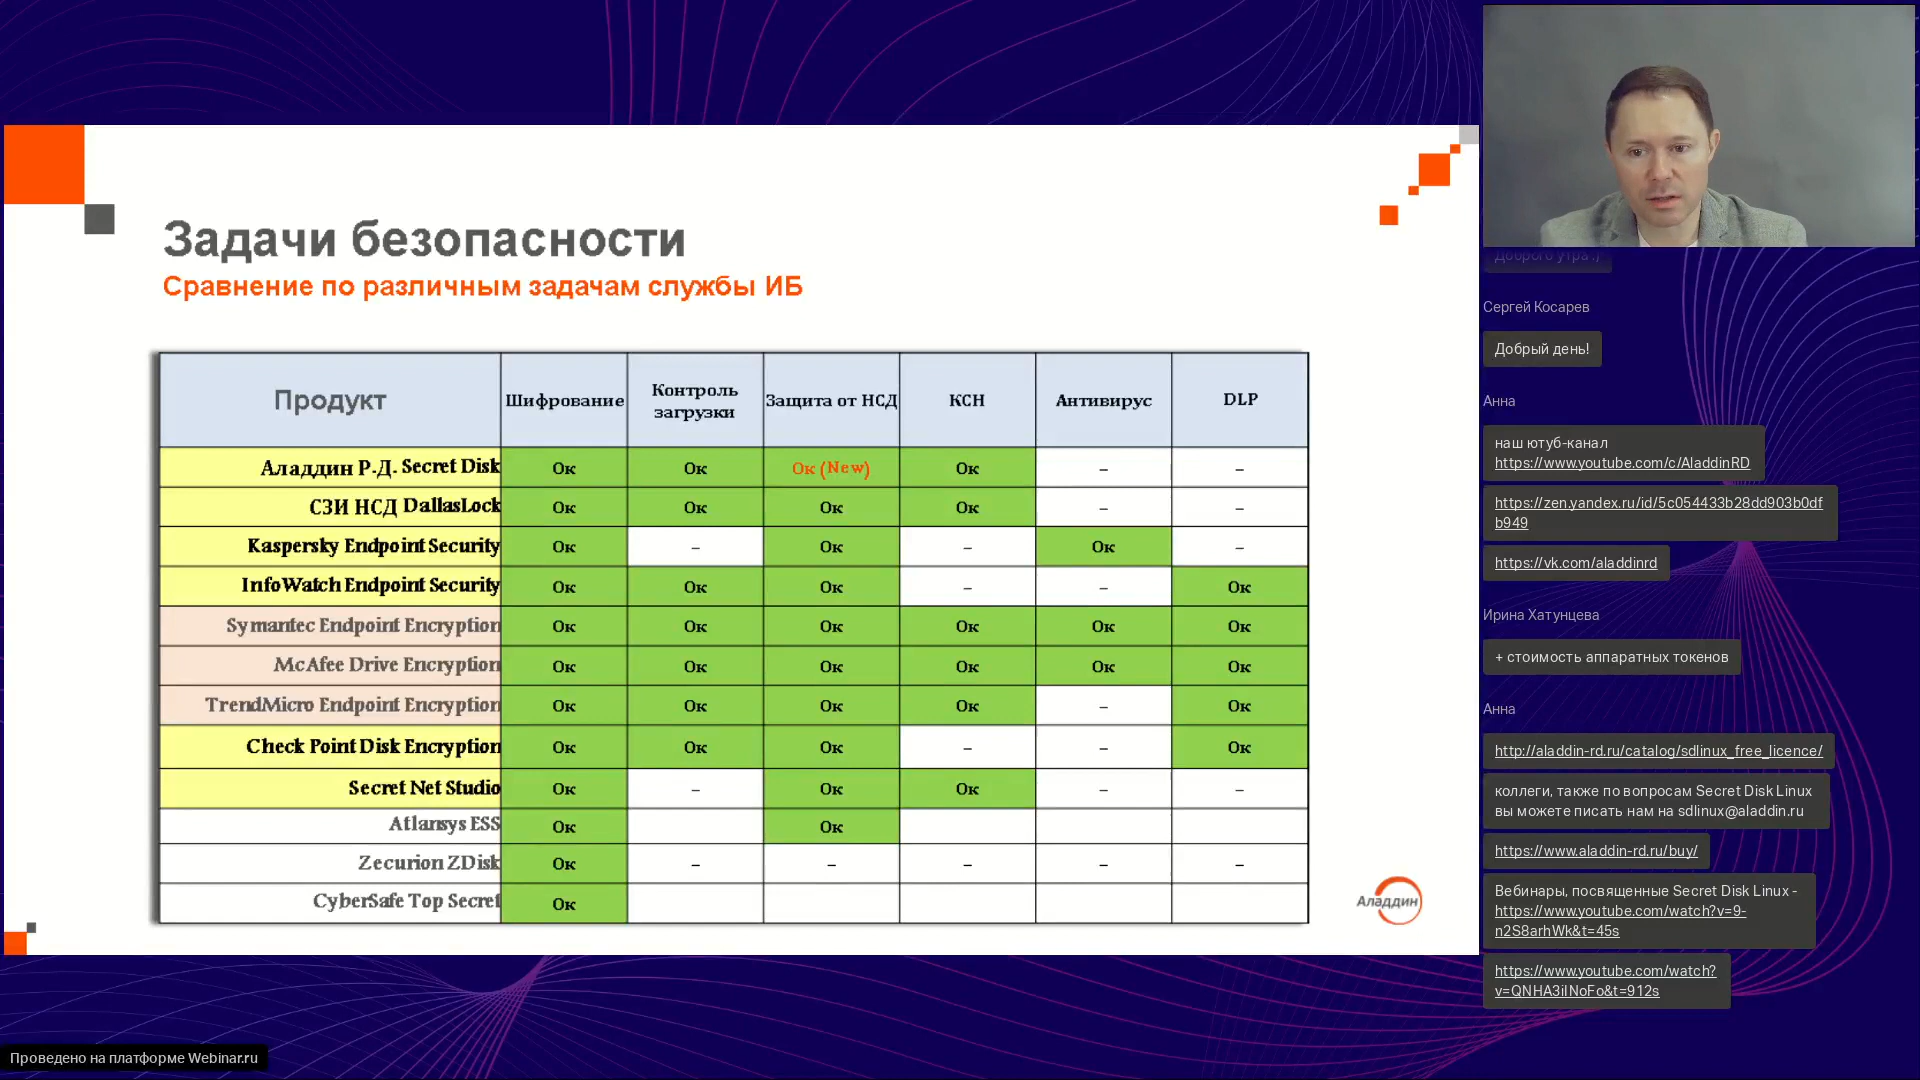 Задачи безопасности
Сравнение по различным задачам службы ИБ
Продукт Шифрование Контроль загрузки Защита от НСД КСН Антивирус DLP
Аладдин Р.Д. Secret Disk Ок Ок Ок (New) Ок – –
СЗИ НСД DallasLock Ок Ок Ок Ок – –
Kaspersky Endpoint Security Ок – Ок – Ок –
InfoWatch Endpoint Security Ок Ок Ок – – Ок
Symantec Endpoint Encryption Ок Ок Ок Ок Ок Ок
McAfee Drive Encryption Ок Ок Ок Ок Ок Ок
TrendMicro Endpoint Encryption Ок Ок Ок Ок – Ок
Check Point Disk Encryption Ок Ок Ок – – Ок
Secret Net Studio Ок – Ок Ок – –
Atlansys ESS Ок Ок
Zecurion ZDisk Ок – – – – –
CyberSafe Top Secret Ок
Аладдин
Доброго утра :)
Сергей Косарев
Добрый день!
Анна
наш ютуб-канал
https://www.youtube.com/c/AladdinRD
https://zen.yandex.ru/id/5c054433b28dd903b0df
b949
https://vk.com/aladdinrd
Ирина Хатунцева
+ стоимость аппаратных токенов
Анна
http://aladdin-rd.ru/catalog/sdlinux_free_licence/
коллеги, также по вопросам Secret Disk Linux
вы можете писать нам на sdlinux@aladdin.ru
https://www.aladdin-rd.ru/buy/
Вебинары, посвященные Secret Disk Linux -
https://www.youtube.com/watch?v=9-
n2S8arhWk&t=45s
https://www.youtube.com/watch?
v=QNHA3iINoFo&t=912s
Проведено на платформе Webinar.ru